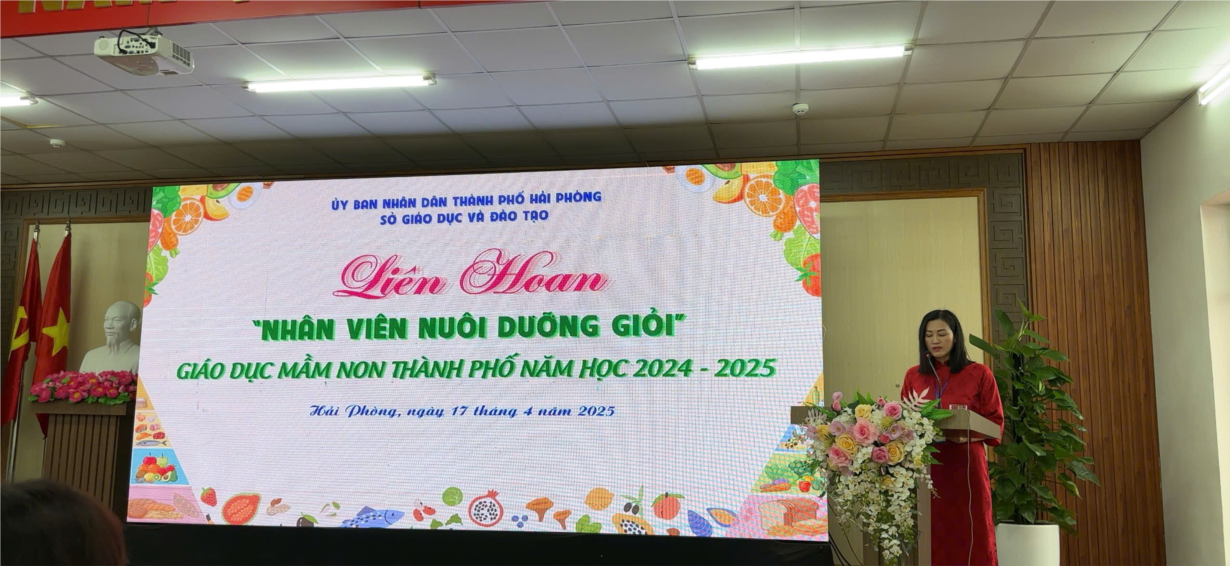 ỦY BAN NHÂN DÂN THÀNH PHỐ HẢI PHÒNG
SỞ GIÁO DỤC VÀ ĐÀO TẠO
Liên Hoan
"NHÂN VIÊN NUÔI DƯỠNG GIỎI"
GIÁO DỤC MẦM NON THÀNH PHỐ NĂM HỌC 2024 - 2025
Hải Phòng, ngày 17 tháng 4 năm 2025